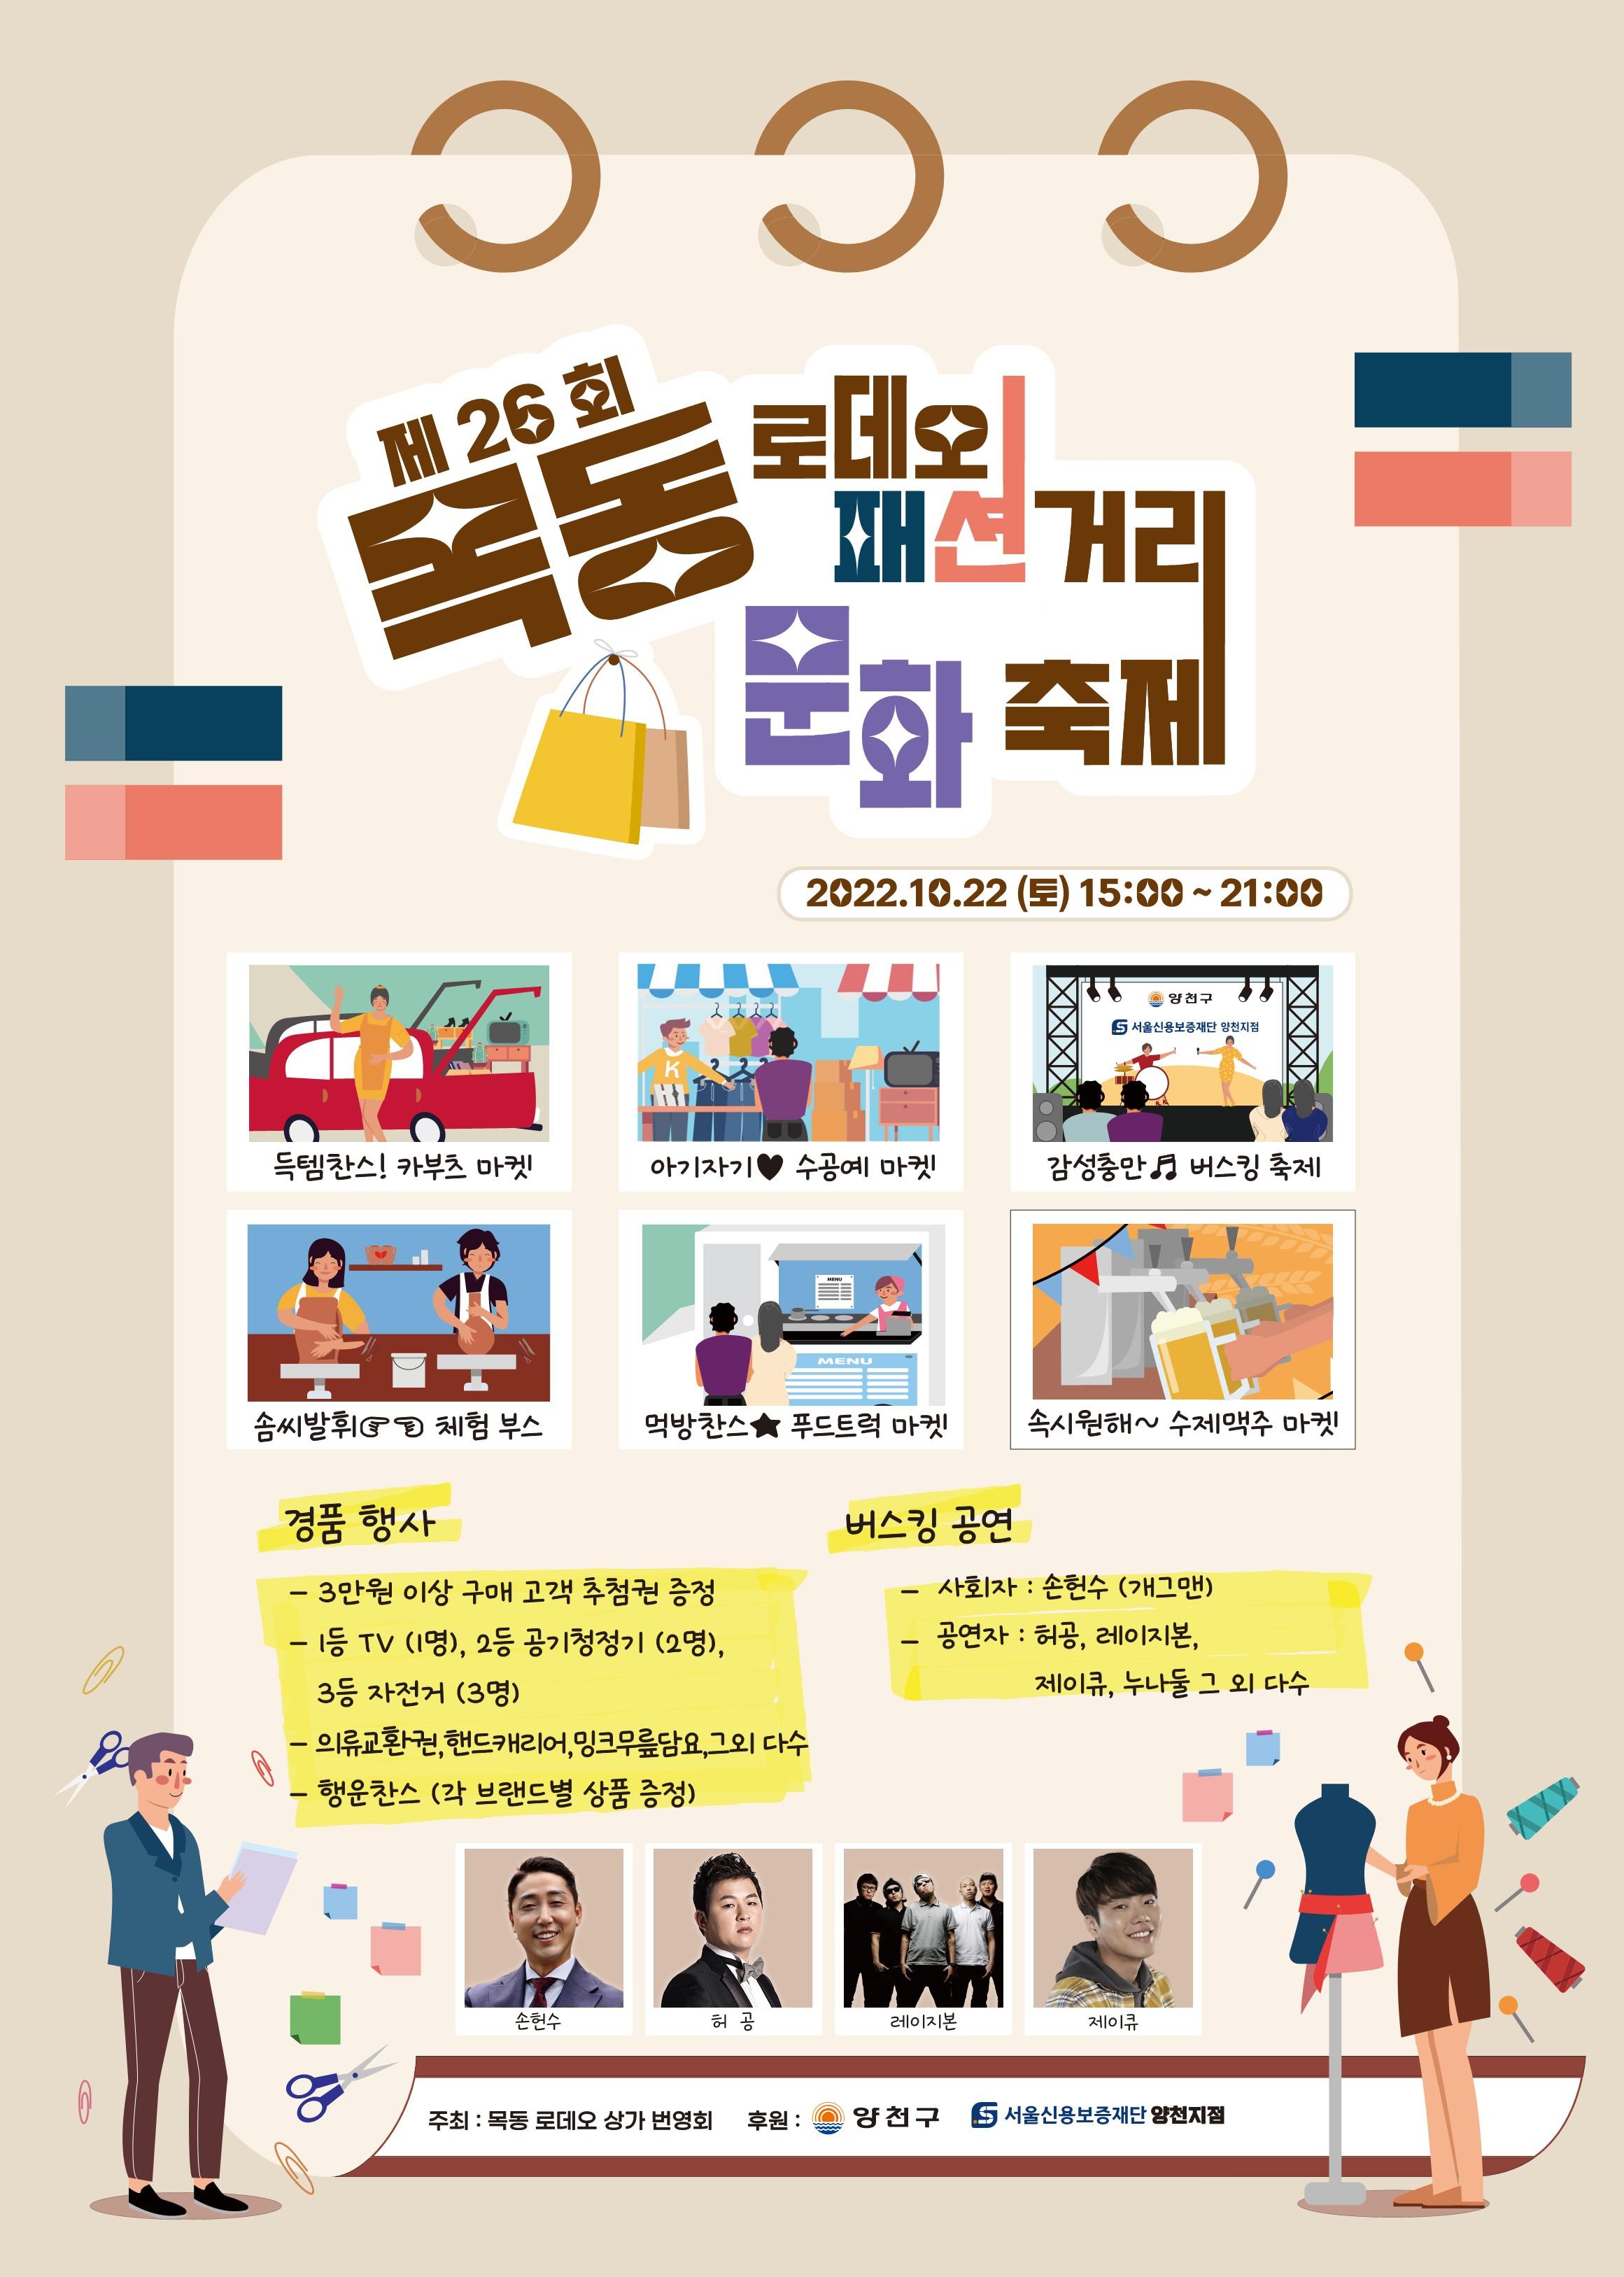 제 26 회
목동 로데오
패션거리
문화 축제
2022.10.22 (토) 15:00 ~ 21:00
K
양천구
서울신용보증재단 양천지점
득템찬스! 카부츠 마켓
아기자기♥ 수공예 마켓
감성충만♫ 버스킹 축제
MENU
MENU
솜씨발휘☞☜ 체험 부스
먹방찬스★ 푸드트럭 마켓
속시원해~ 수제맥주 마켓
경품 행사
- 3만원 이상 구매 고객 추첨권 증정
- 1등 TV (1명), 2등 공기청정기 (2명),
3등 자전거 (3명)
- 의류교환권,핸드캐리어,밍크무릎담요,그외 다수
- 행운찬스 (각 브랜드별 상품 증정)
버스킹 공연
- 사회자 : 손헌수 (개그맨)
- 공연자 : 허공, 레이지본,
제이큐, 누나둘 그 외 다수
손헌수
허 공
레이지본
제이큐
주최 : 목동 로데오 상가 번영회 후원 : 양천구 서울신용보증재단 양천지점